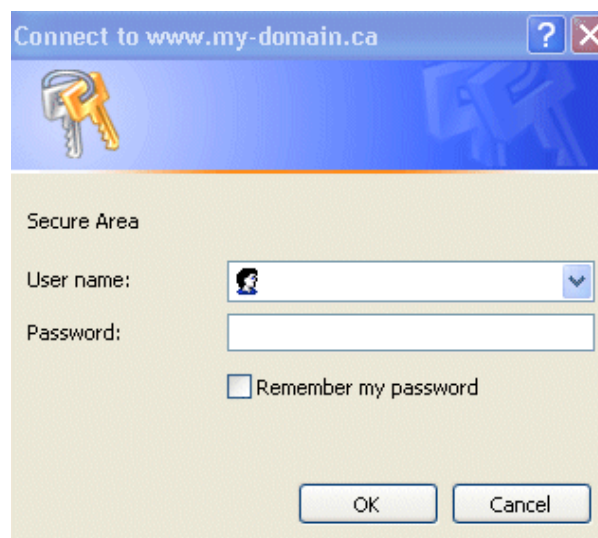 Connect to www.my-domain.ca ?
Secure Area
User name:
Password:
Remember my password
OK Cancel